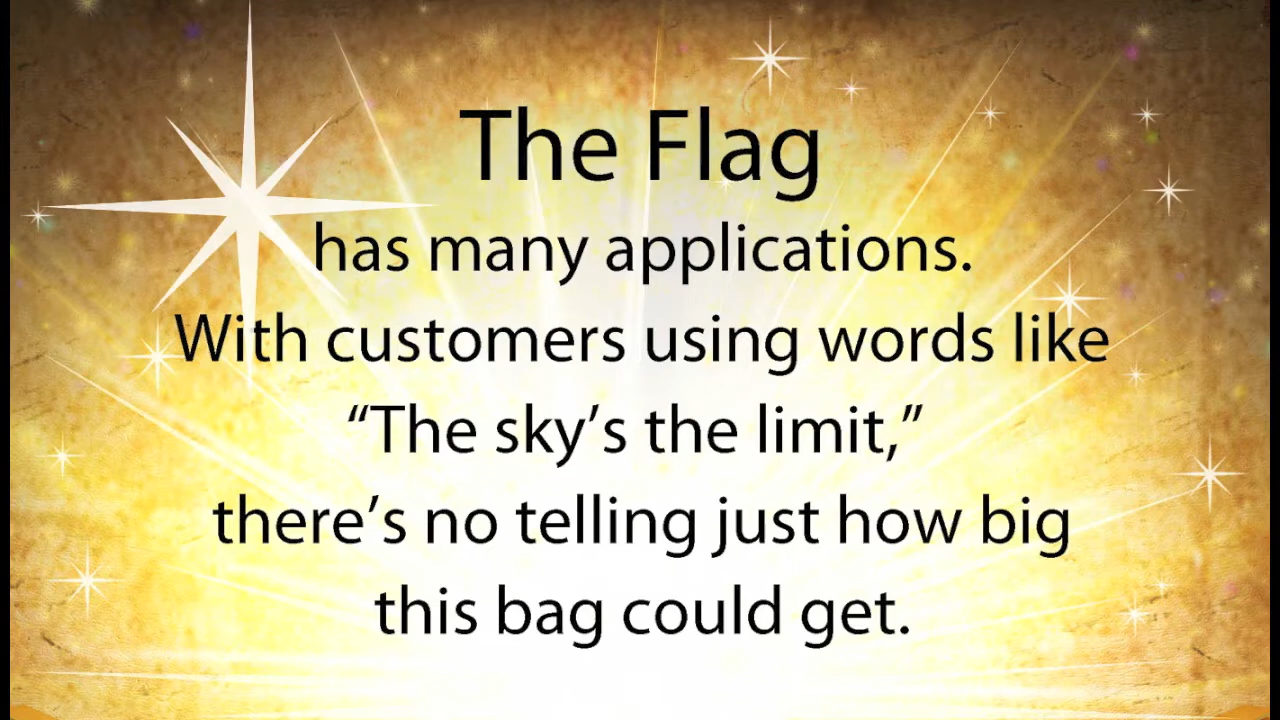 The Flag
has many applications.
With customers using words like
“The sky’s the limit,”
there’s no telling just how big
this bag could get.